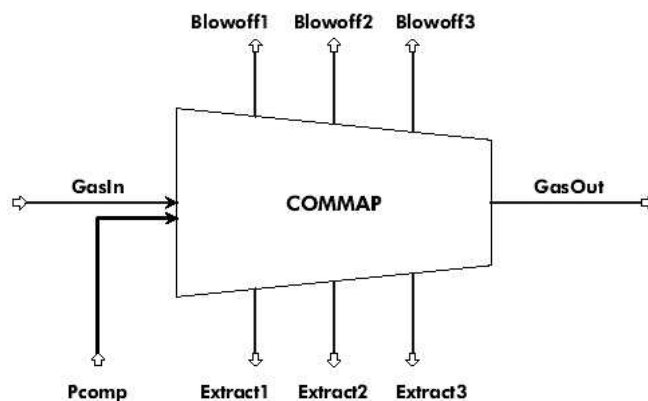 Blowoff1 Blowoff2 Blowoff3
GasIn COMMAP GasOut
Pcomp Extract1 Extract2 Extract3